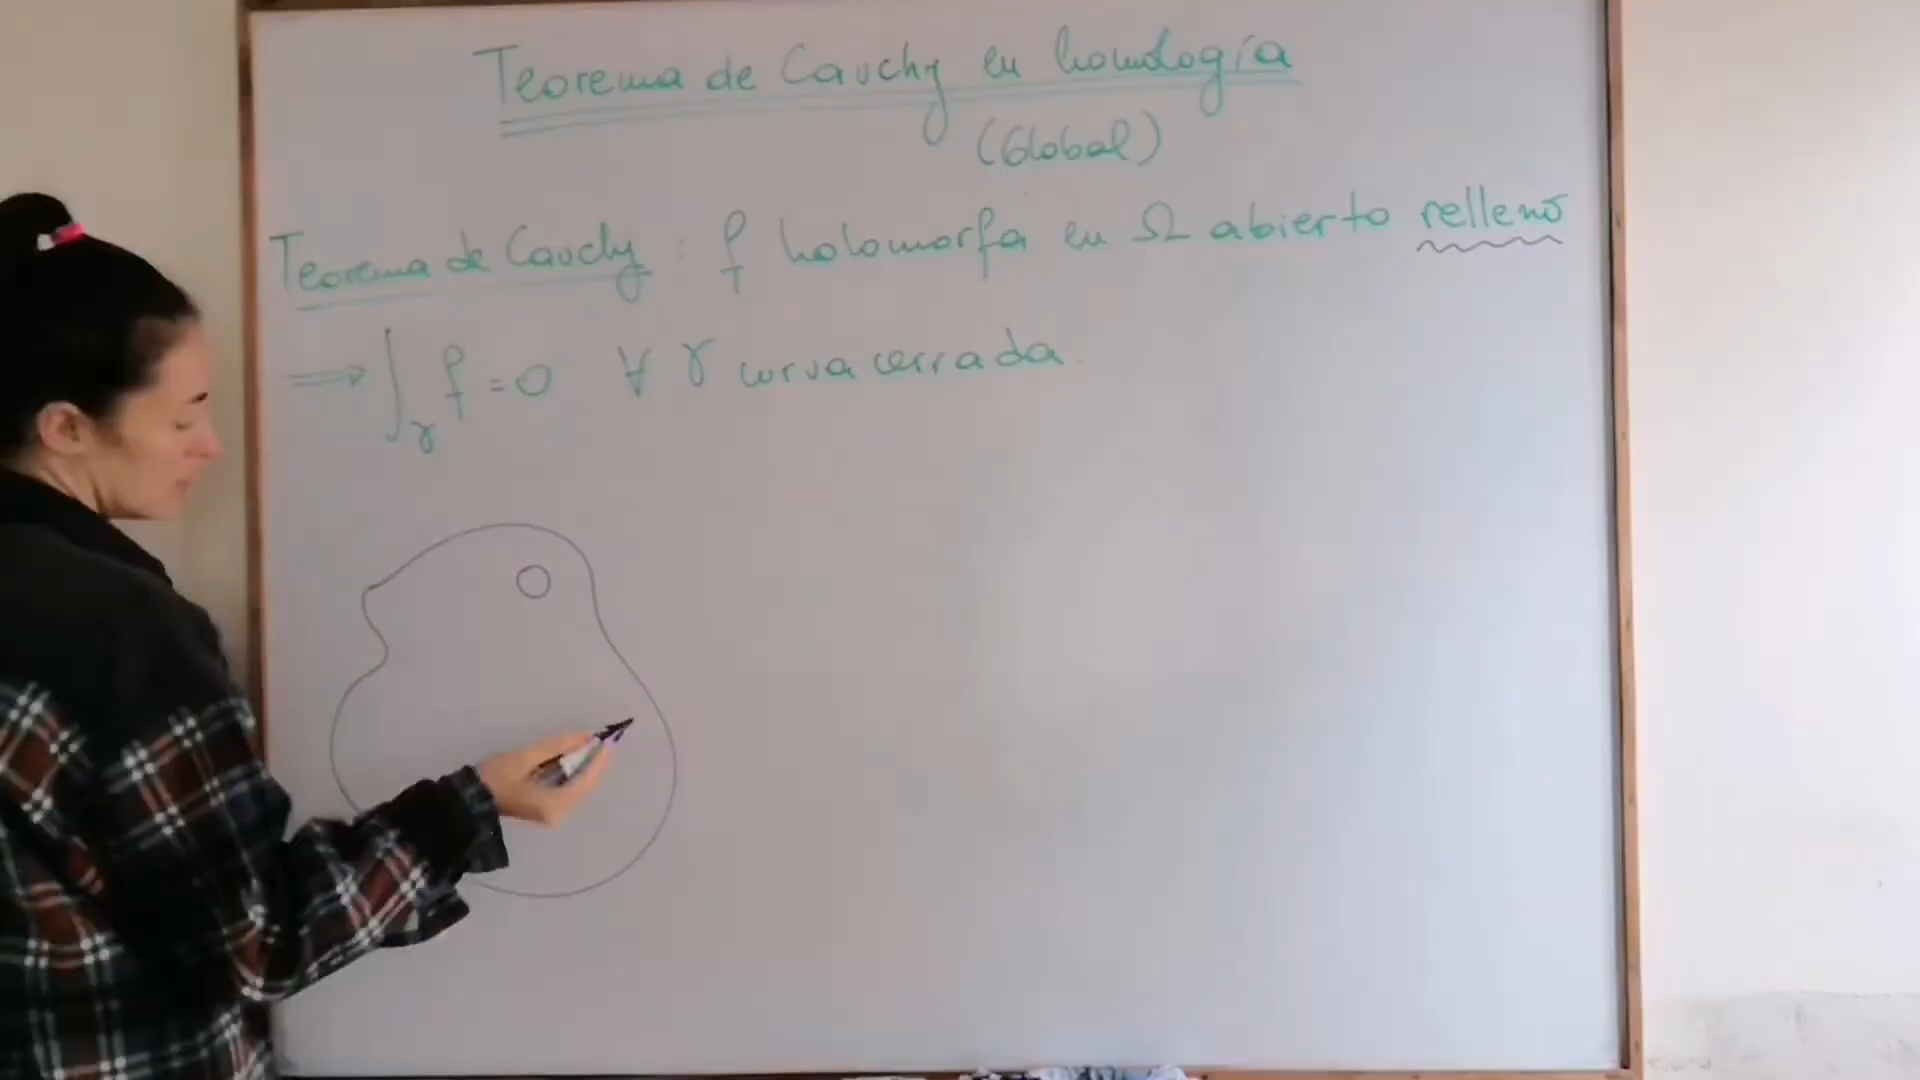 Teorema de Cauchy en homología
(Global)
Teorema de Cauchy : f holomorfa en Ω abierto relleno
⟹ ∫_γ f = 0 ∀ γ curva cerrada.